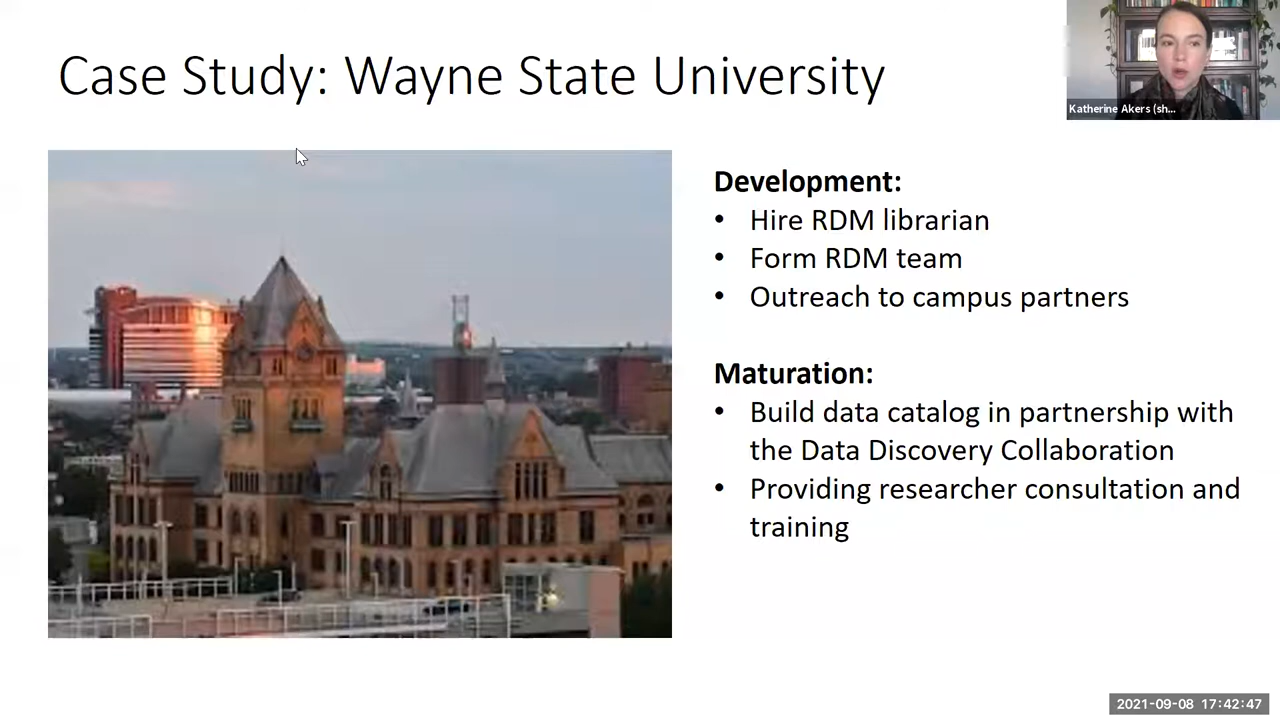 Case Study: Wayne State University
Katherine Akers (sh...
Development:
• Hire RDM librarian
• Form RDM team
• Outreach to campus partners
Maturation:
• Build data catalog in partnership with
the Data Discovery Collaboration
• Providing researcher consultation and
training
2021-09-08 17:42:47